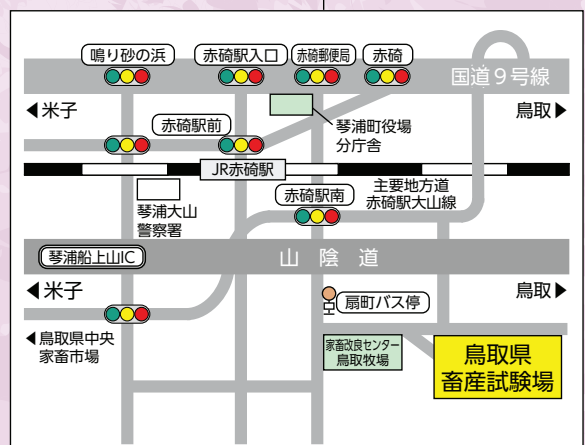 鳴り砂の浜
赤碕駅入口
赤碕郵便局
赤碕
国道9号線
◀米子
鳥取▶
赤碕駅前
琴浦町役場
分庁舎
JR赤碕駅
琴浦大山
警察署
赤碕駅南
主要地方道
赤碕駅大山線
琴浦船上山IC
山陰道
◀米子
鳥取▶
扇町バス停
◀鳥取県中央
家畜市場
家畜改良センター
鳥取牧場
鳥取県
畜産試験場